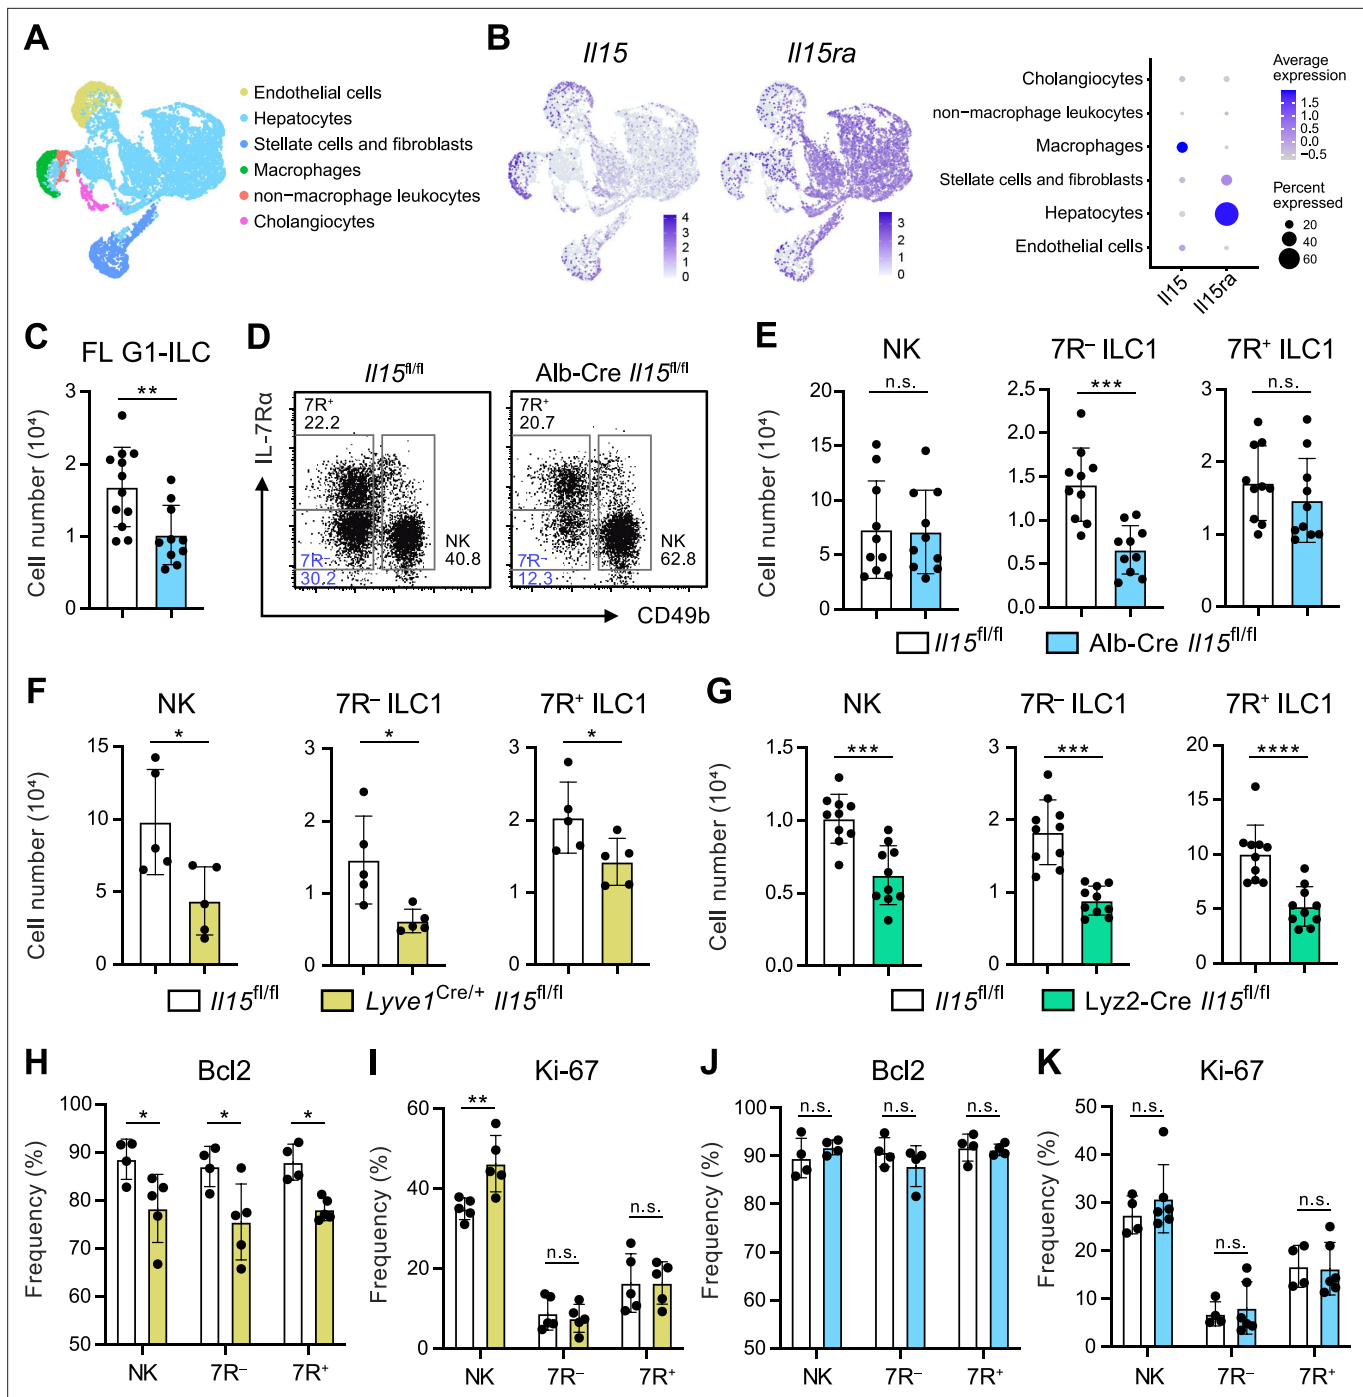 A
Endothelial cells
Hepatocytes
Stellate cells and fibroblasts
Macrophages
non-macrophage leukocytes
Cholangiocytes
B
Il15
4
3
2
1
0
Il15ra
3
2
1
0
Cholangiocytes
non-macrophage leukocytes
Macrophages
Stellate cells and fibroblasts
Hepatocytes
Endothelial cells
Il15
Il15ra
Average
expression
1.5
1.0
0.5
0.0
−0.5
Percent
expressed
20
40
60
C
FL G1-ILC
Cell number (10⁴)
3
2
1
0
**
D
Il15fl/fl
Alb-Cre Il15fl/fl
IL-7Rα
7R⁺
22.2
7R⁻
30.2
NK
40.8
7R⁺
20.7
7R⁻
12.3
NK
62.8
CD49b
E
NK
7R⁻ ILC1
7R⁺ ILC1
Cell number (10⁴)
20
15
10
5
0
n.s.
2.5
2.0
1.5
1.0
0.5
0.0
***
3
2
1
0
n.s.
Il15fl/fl
Alb-Cre Il15fl/fl
F
NK
7R⁻ ILC1
7R⁺ ILC1
Cell number (10⁴)
15
10
5
0
*
3
2
1
0
*
3
2
1
0
*
Il15fl/fl
Lyve1Cre/+ Il15fl/fl
G
NK
7R⁻ ILC1
7R⁺ ILC1
Cell number (10⁴)
1.5
1.0
0.5
0.0
***
3
2
1
0
***
20
15
10
5
0
****
Il15fl/fl
Lyz2-Cre Il15fl/fl
H
Bcl2
Frequency (%)
100
90
80
70
60
50
*
*
*
NK
7R⁻
7R⁺
I
Ki-67
Frequency (%)
60
40
20
0
**
n.s.
n.s.
NK
7R⁻
7R⁺
J
Bcl2
Frequency (%)
100
90
80
70
60
50
n.s.
n.s.
n.s.
NK
7R⁻
7R⁺
K
Ki-67
Frequency (%)
50
40
30
20
10
0
n.s.
n.s.
n.s.
NK
7R⁻
7R⁺